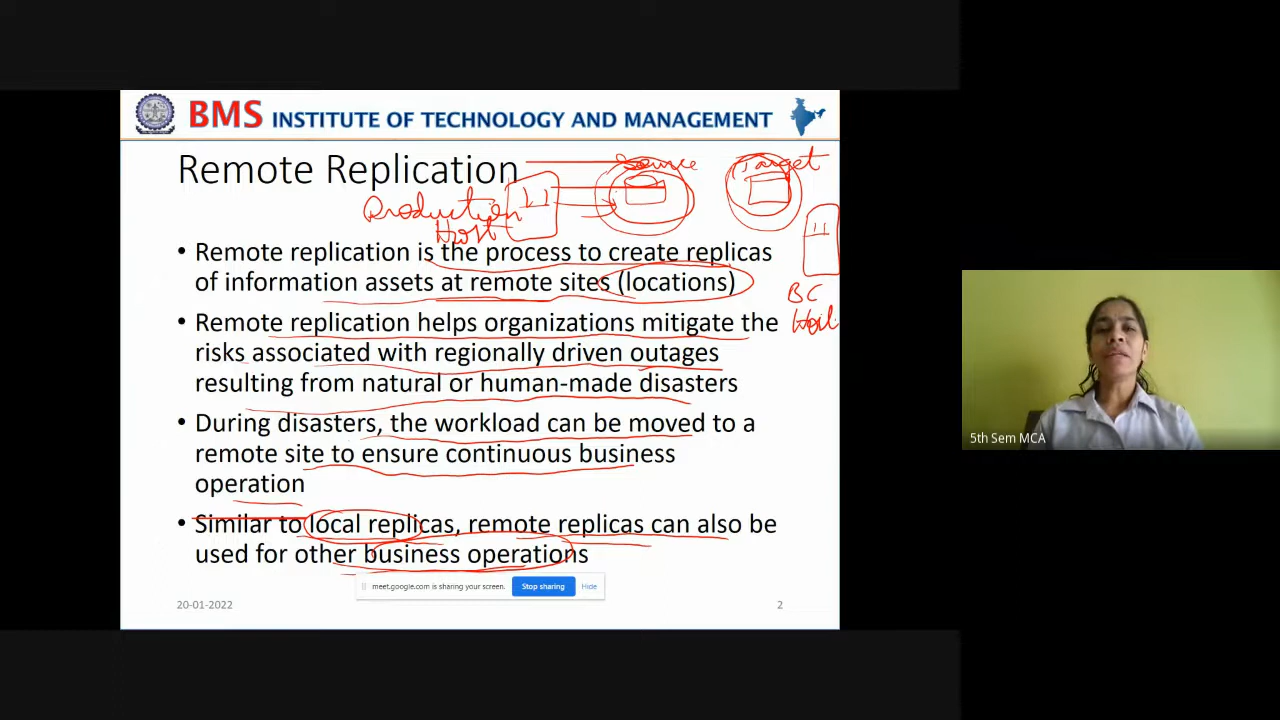 BMS INSTITUTE OF TECHNOLOGY AND MANAGEMENT
Remote Replication
Source
Target
Production
Host
• Remote replication is the process to create replicas
of information assets at remote sites (locations)
BC
• Remote replication helps organizations mitigate the
risks associated with regionally driven outages
resulting from natural or human-made disasters
• During disasters, the workload can be moved to a
remote site to ensure continuous business
operation
• Similar to local replicas, remote replicas can also be
used for other business operations
meet.google.com is sharing your screen. Stop sharing Hide
20-01-2022
2
5th Sem MCA